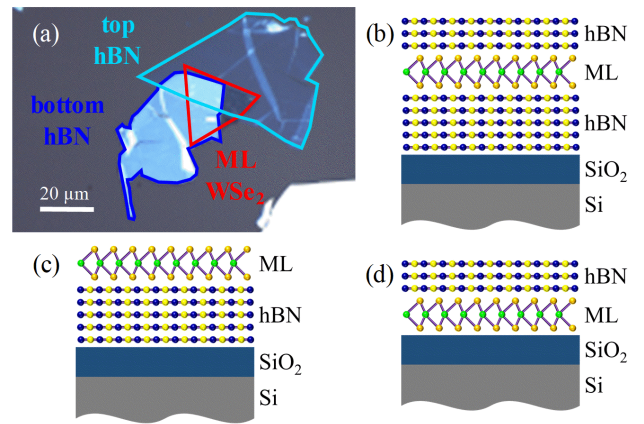 (a)
top
hBN
bottom
hBN
ML
WSe₂
20 μm
(b)
hBN
ML
hBN
SiO₂
Si
(c)
ML
hBN
SiO₂
Si
(d)
hBN
ML
SiO₂
Si